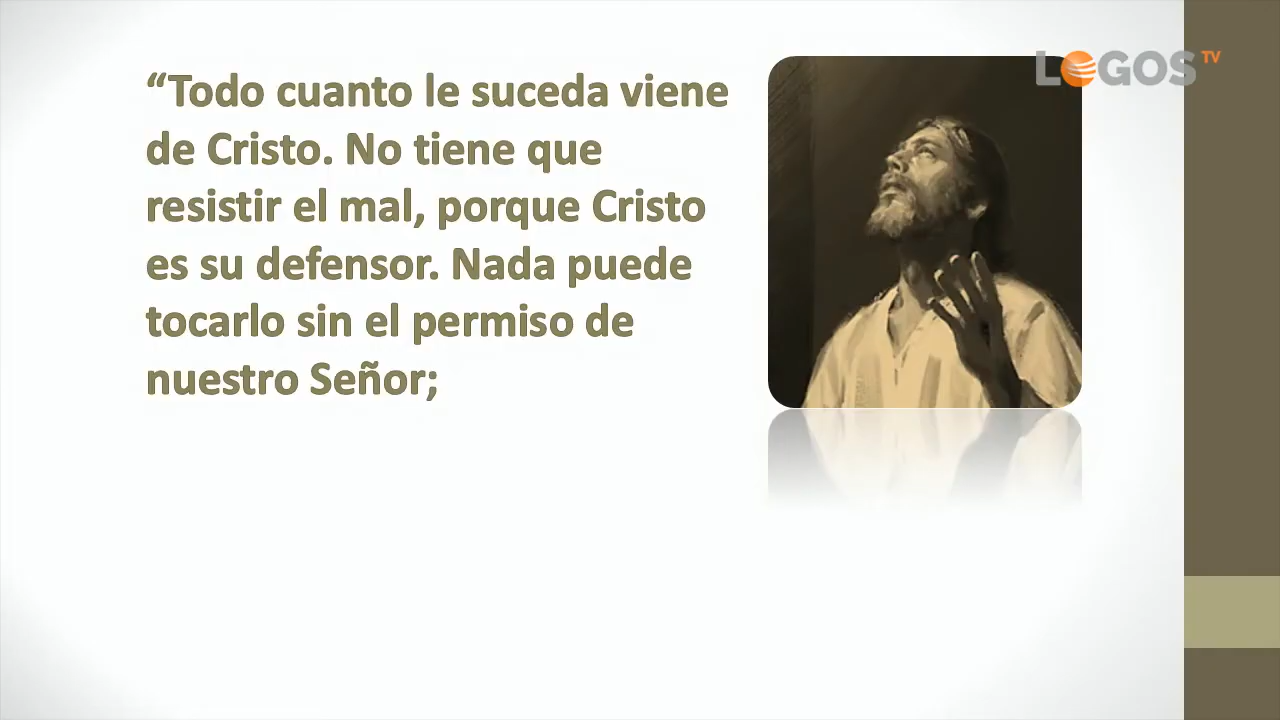 LOGOS TV
“Todo cuanto le suceda viene
de Cristo. No tiene que
resistir el mal, porque Cristo
es su defensor. Nada puede
tocarlo sin el permiso de
nuestro Señor;